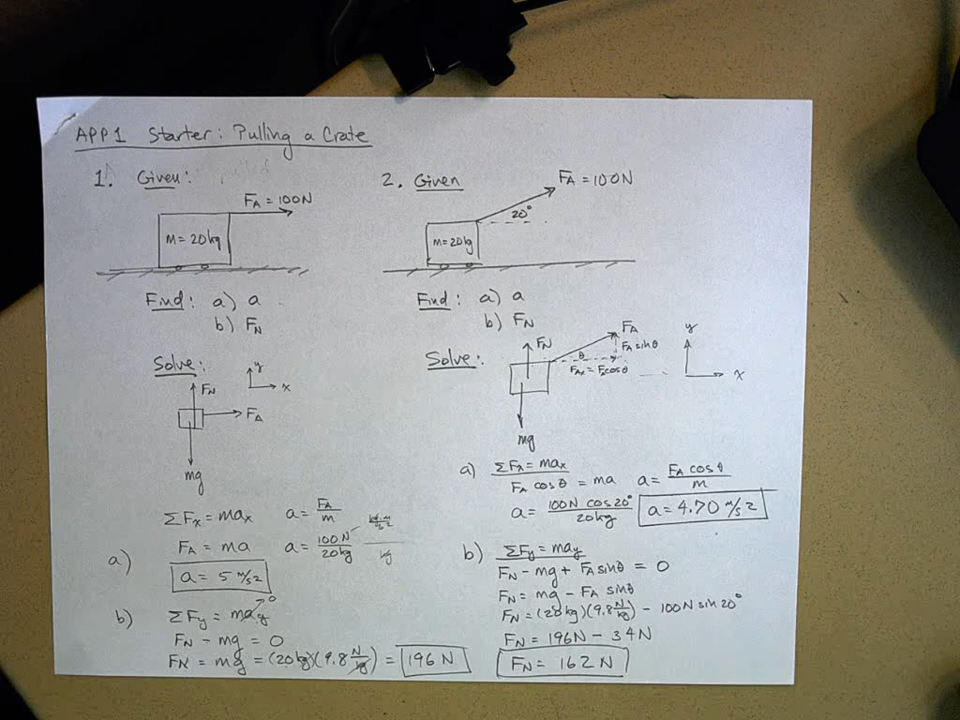 APP 1 Starter: Pulling a Crate
1. Given:
FA = 100N
m = 20kg
Find: a) a
b) FN
Solve:
y
x
FN
FA
mg
ΣFx = max a = FA/m
a) FA = ma a = 100N/20kg
kg
a = 5 m/s2
b) ΣFy = may 0
FN - mg = 0
FN = mg = (20kg)(9.8 N/kg) = 196 N
2. Given
FA = 100N
20°
m = 20kg
Find: a) a
b) FN
Solve:
FN
FA
FA sinθ
θ
FAx = FA cosθ
y
x
mg
a) ΣFx = max
FA cosθ = ma a = FA cosθ/m
a = 100N cos20°/20kg a = 4.70 m/s2
b) ΣFy = may
FN - mg + FA sinθ = 0
FN = mg - FA sinθ
FN = (20kg)(9.8 N/kg) - 100N sin20°
FN = 196N - 34N
FN = 162 N